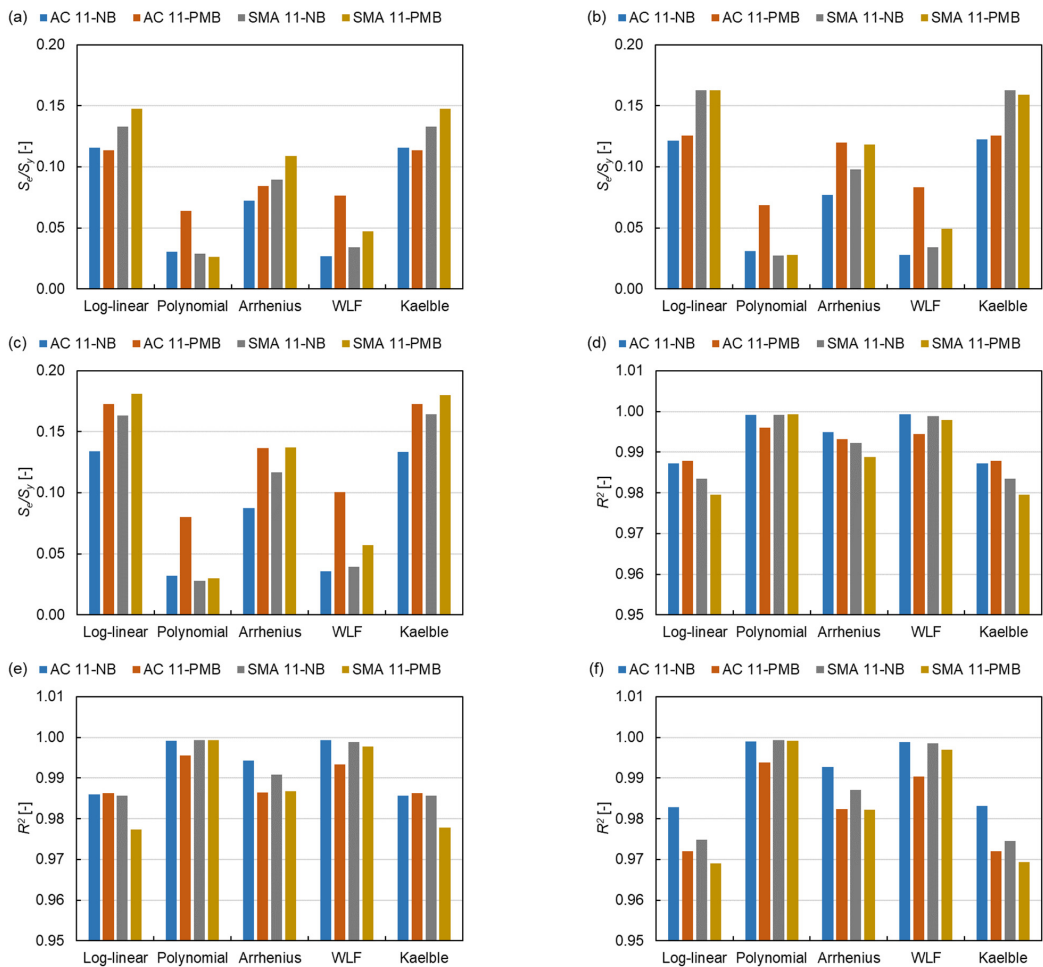 (a) AC 11-NB AC 11-PMB SMA 11-NB SMA 11-PMB
0.20
0.15
0.10
0.05
0.00
Se/Sy [-]
Log-linear Polynomial Arrhenius WLF Kaelble
(b) AC 11-NB AC 11-PMB SMA 11-NB SMA 11-PMB
0.20
0.15
0.10
0.05
0.00
Se/Sy [-]
Log-linear Polynomial Arrhenius WLF Kaelble
(c) AC 11-NB AC 11-PMB SMA 11-NB SMA 11-PMB
0.20
0.15
0.10
0.05
0.00
Se/Sy [-]
Log-linear Polynomial Arrhenius WLF Kaelble
(d) AC 11-NB AC 11-PMB SMA 11-NB SMA 11-PMB
1.01
1.00
0.99
0.98
0.97
0.96
0.95
R² [-]
Log-linear Polynomial Arrhenius WLF Kaelble
(e) AC 11-NB AC 11-PMB SMA 11-NB SMA 11-PMB
1.01
1.00
0.99
0.98
0.97
0.96
0.95
R² [-]
Log-linear Polynomial Arrhenius WLF Kaelble
(f) AC 11-NB AC 11-PMB SMA 11-NB SMA 11-PMB
1.01
1.00
0.99
0.98
0.97
0.96
0.95
R² [-]
Log-linear Polynomial Arrhenius WLF Kaelble